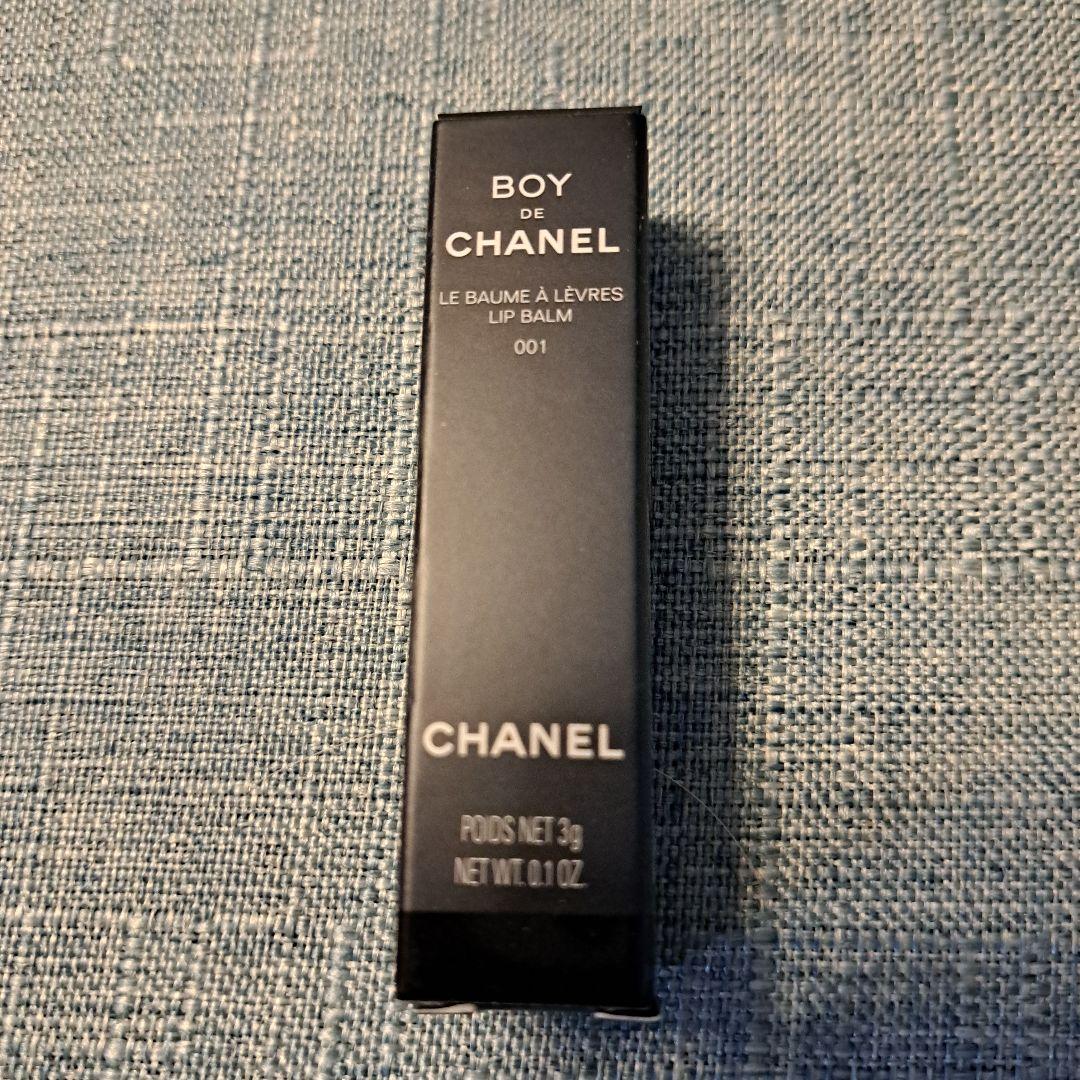 BOY
DE
CHANEL
LE BAUME À LÈVRES
LIP BALM
001
CHANEL
POIDS NET 3g
NET WT. 0.1 OZ.